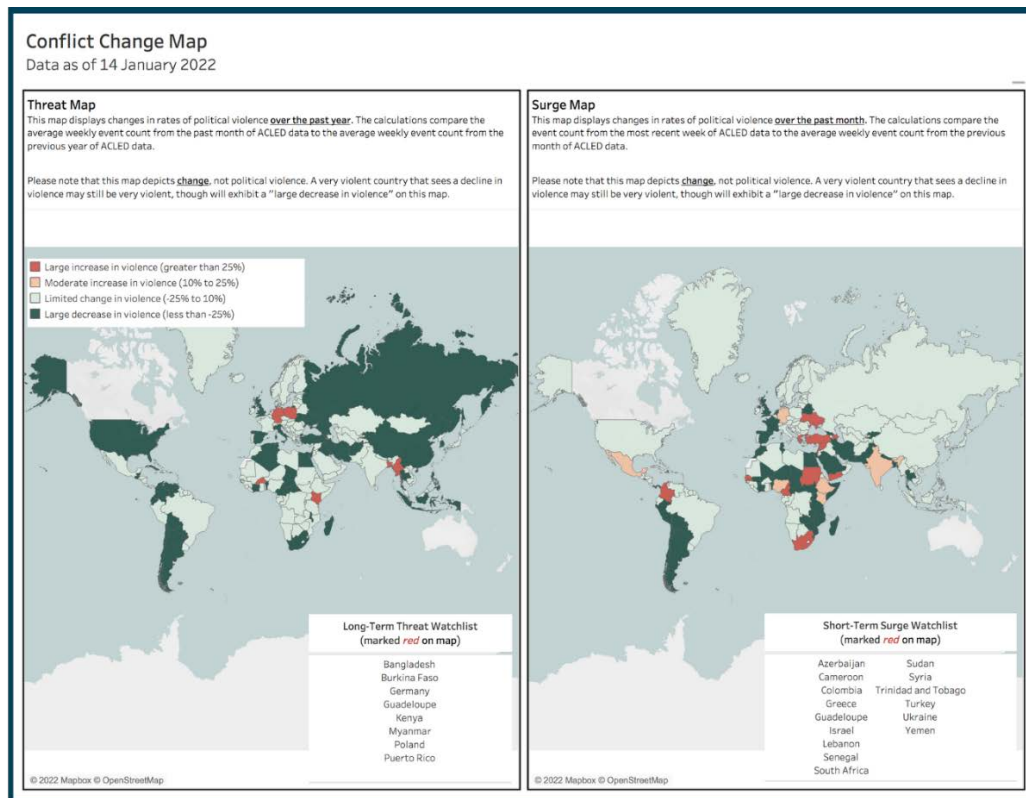 Conflict Change Map
Data as of 14 January 2022
Threat Map
This map displays changes in rates of political violence over the past year. The calculations compare the
average weekly event count from the past month of ACLED data to the average weekly event count from the
previous year of ACLED data.
Please note that this map depicts change, not political violence. A very violent country that sees a decline in
violence may still be very violent, though will exhibit a "large decrease in violence" on this map.
Large increase in violence (greater than 25%)
Moderate increase in violence (10% to 25%)
Limited change in violence (-25% to 10%)
Large decrease in violence (less than -25%)
Long-Term Threat Watchlist
(marked red on map)
Bangladesh
Burkina Faso
Germany
Guadeloupe
Kenya
Myanmar
Poland
Puerto Rico
© 2022 Mapbox © OpenStreetMap
Surge Map
This map displays changes in rates of political violence over the past month. The calculations compare the
event count from the most recent week of ACLED data to the average weekly event count from the previous
month of ACLED data.
Please note that this map depicts change, not political violence. A very violent country that sees a decline in
violence may still be very violent, though will exhibit a "large decrease in violence" on this map.
Short-Term Surge Watchlist
(marked red on map)
Azerbaijan
Cameroon
Colombia
Greece
Guadeloupe
Israel
Lebanon
Senegal
South Africa
Sudan
Syria
Trinidad and Tobago
Turkey
Ukraine
Yemen
© 2022 Mapbox © OpenStreetMap